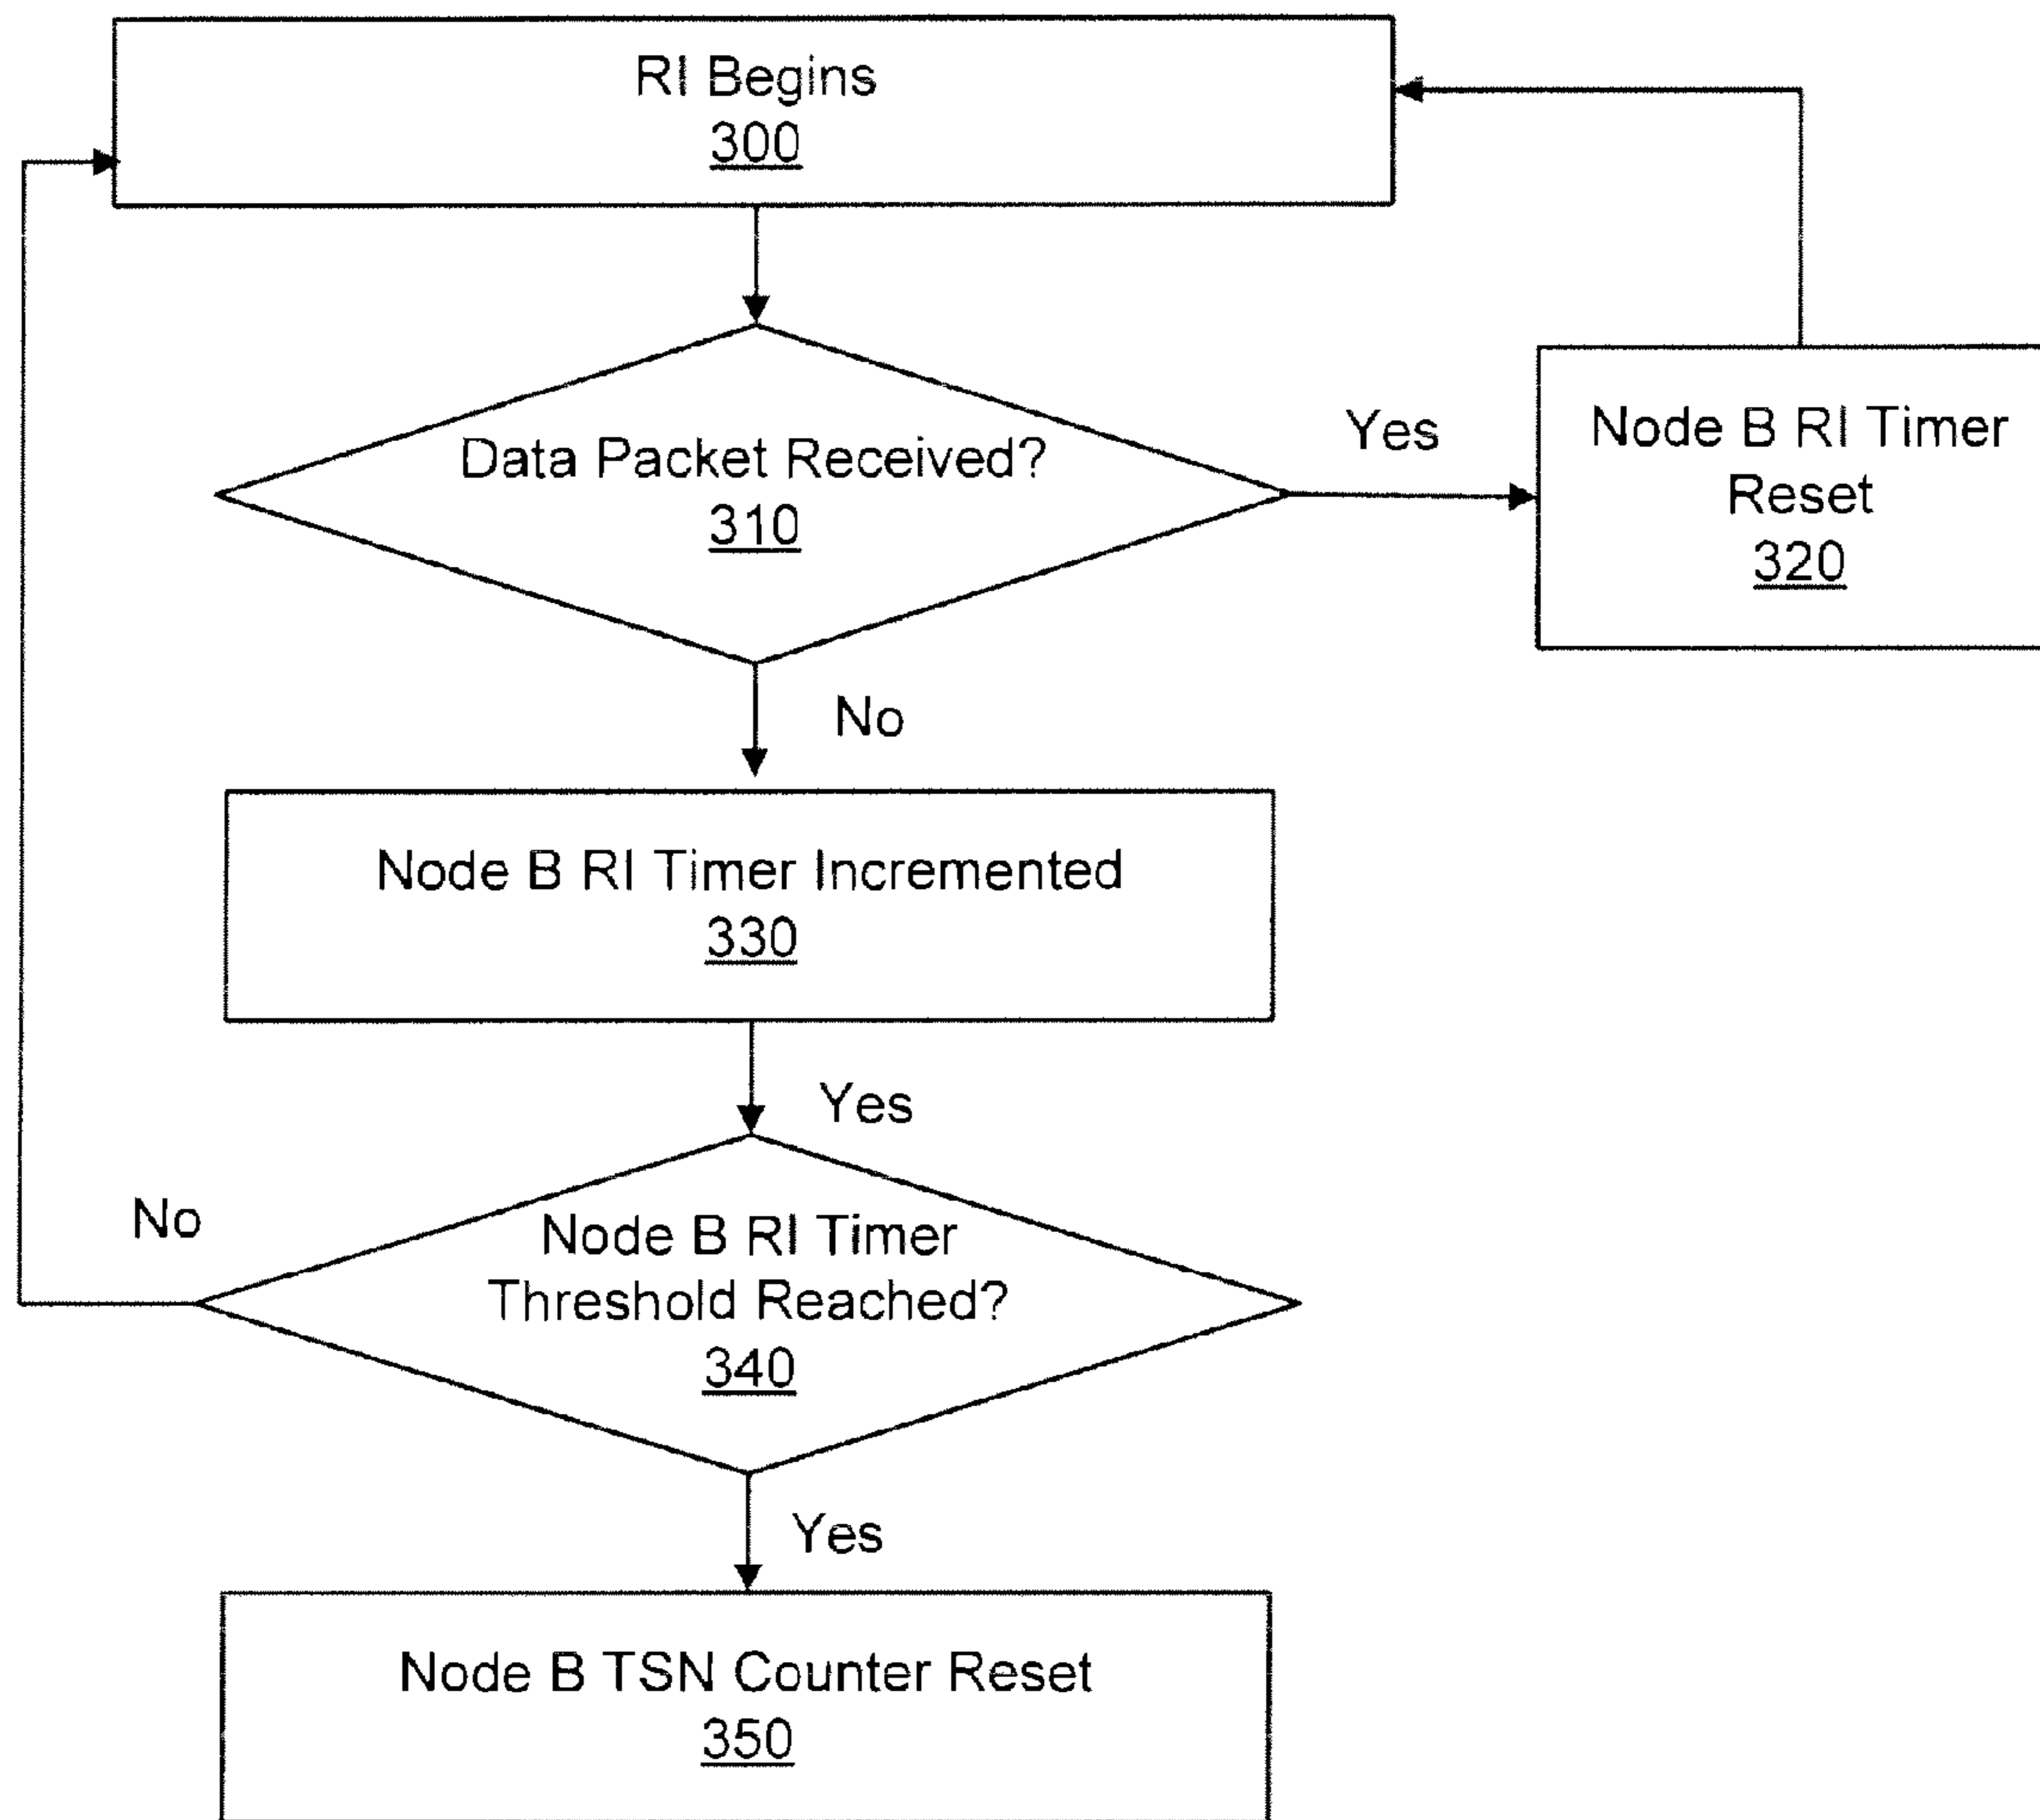 RI Begins
300
Data Packet Received?
310
Yes
Node B RI Timer
Reset
320
No
Node B RI Timer Incremented
330
Yes
No
Node B RI Timer
Threshold Reached?
340
Yes
Node B TSN Counter Reset
350